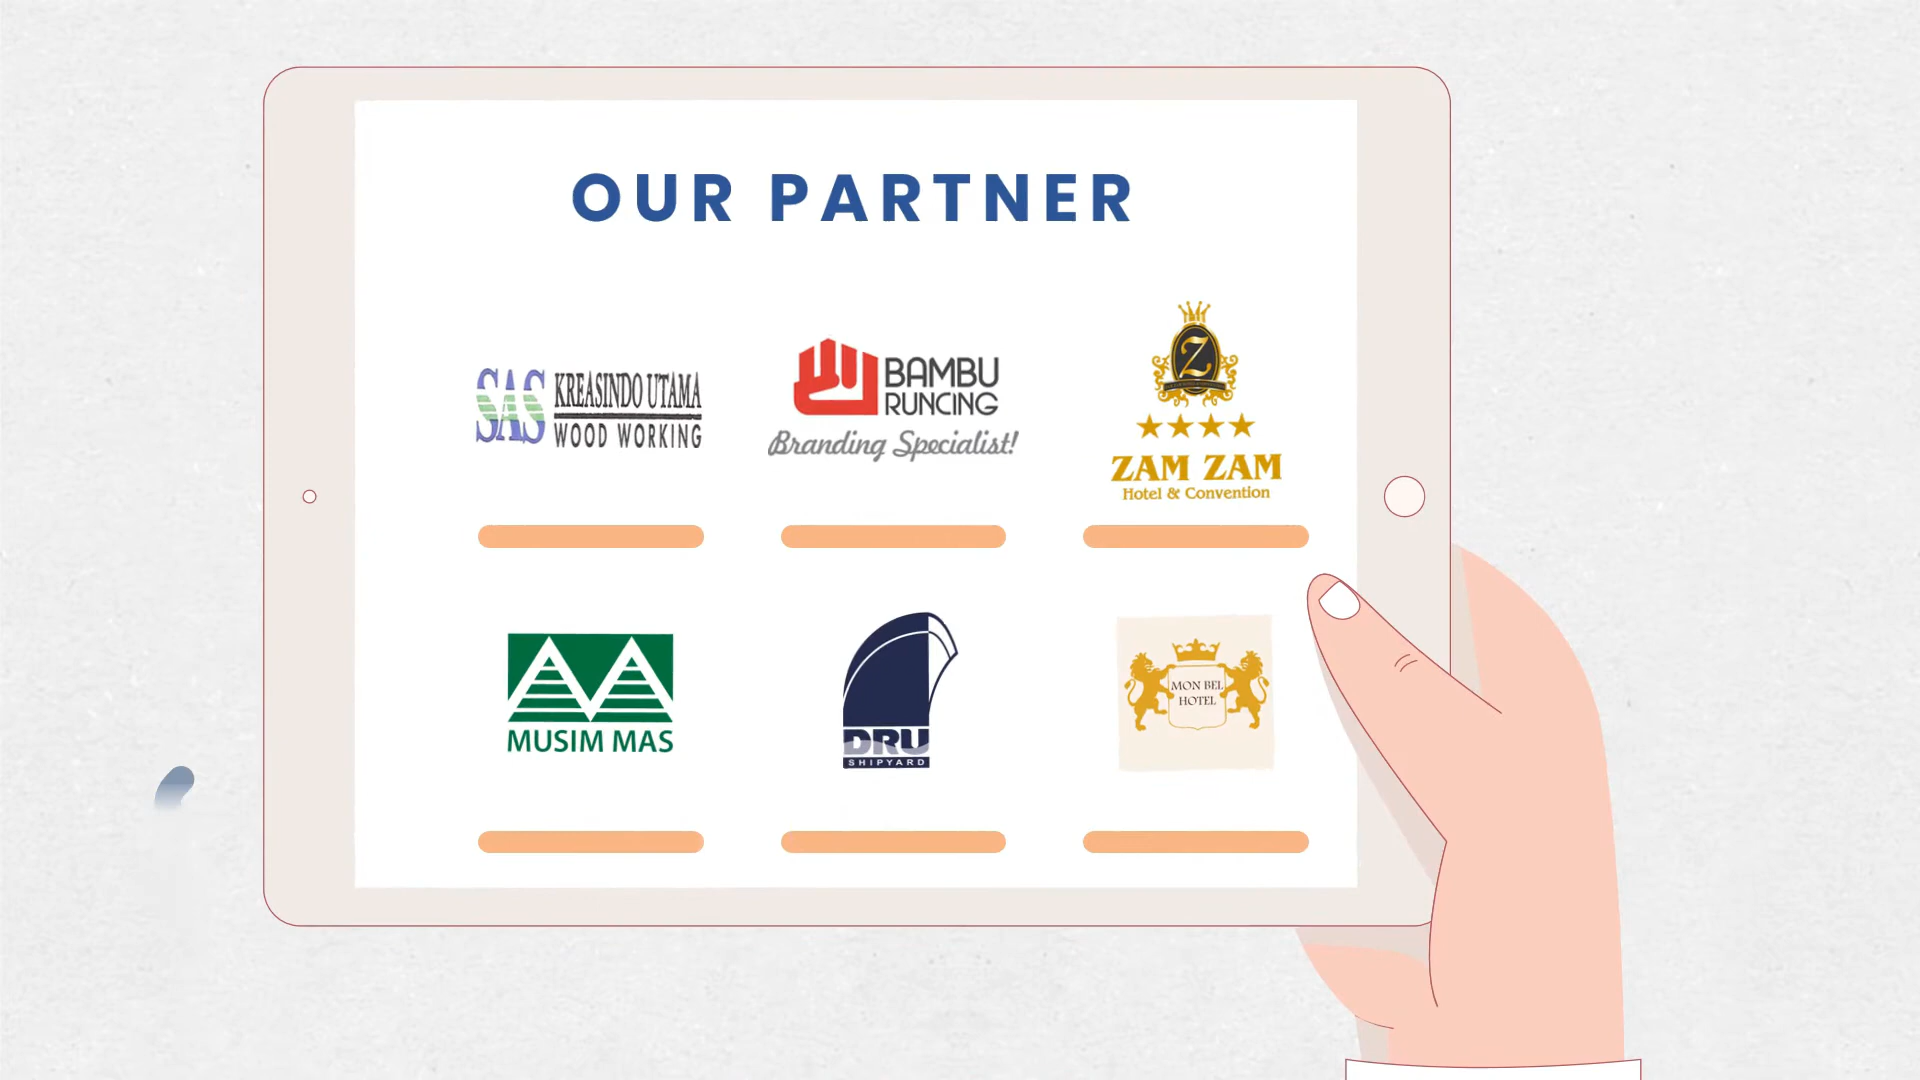 OUR PARTNER
SAS KREASINDO UTAMA
WOOD WORKING
BAMBU
RUNCING
Branding Specialist!
Z
ZAM ZAM
Hotel & Convention
MUSIM MAS
DRU
SHIPYARD
MON BEL
HOTEL